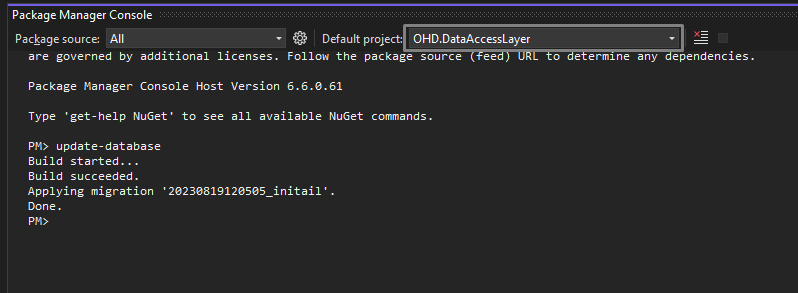 Package Manager Console
Package source: All Default project: OHD.DataAccessLayer
are governed by additional licenses. Follow the package source (feed) URL to determine any dependencies.
Package Manager Console Host Version 6.6.0.61
Type 'get-help NuGet' to see all available NuGet commands.
PM> update-database
Build started...
Build succeeded.
Applying migration '20230819120505_initail'.
Done.
PM>